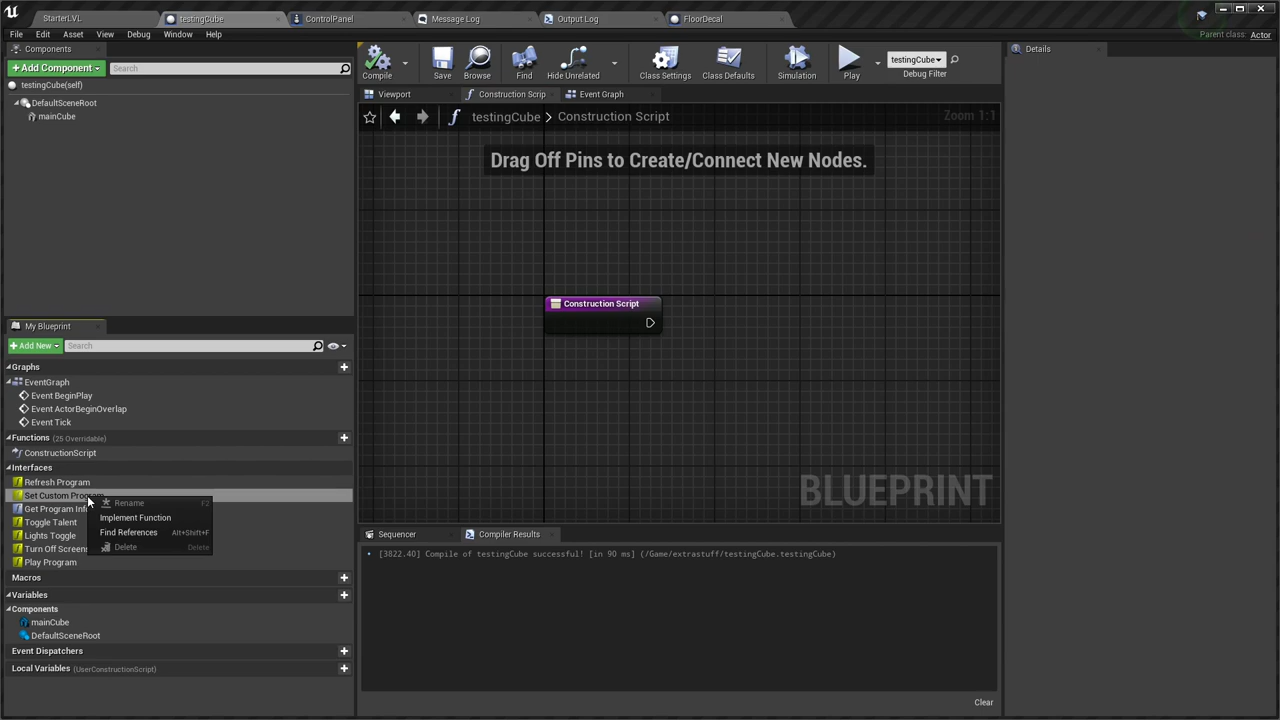 StarterLVL
testingCube
ControlPanel
Message Log
Output Log
FloorDecal
File Edit Asset View Debug Window Help
Parent class: Actor
Components
+ Add Component
Search
testingCube(self)
DefaultSceneRoot
mainCube
My Blueprint
+ Add New
Search
Graphs
EventGraph
Event BeginPlay
Event ActorBeginOverlap
Event Tick
Functions (25 Overridable)
ConstructionScript
Interfaces
Refresh Program
Set Custom Program
Get Program Inf
Toggle Talent
Lights Toggle
Turn Off Screen
Play Program
Rename F2
Implement Function
Find References Alt+Shift+F
Delete Delete
Macros
Variables
Components
mainCube
DefaultSceneRoot
Event Dispatchers
Local Variables (UserConstructionScript)
Compile
Save
Browse
Find
Hide Unrelated
Class Settings
Class Defaults
Simulation
Play
testingCube
Debug Filter
Viewport
Construction Scrip
Event Graph
testingCube > Construction Script
Zoom 1:1
Drag Off Pins to Create/Connect New Nodes.
Construction Script
BLUEPRINT
Sequencer
Compiler Results
[3822.40] Compile of testingCube successful! [in 90 ms] (/Game/extrastuff/testingCube.testingCube)
Clear
Details